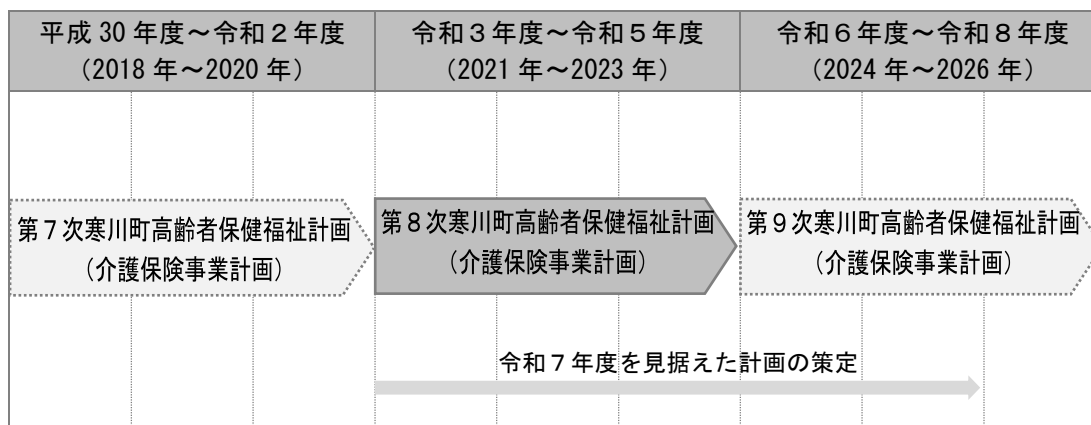 平成 30 年度～令和２年度
（2018 年～2020 年）
令和３年度～令和５年度
（2021 年～2023 年）
令和６年度～令和８年度
（2024 年～2026 年）
第７次寒川町高齢者保健福祉計画
（介護保険事業計画）
第８次寒川町高齢者保健福祉計画
（介護保険事業計画）
第９次寒川町高齢者保健福祉計画
（介護保険事業計画）
令和７年度を見据えた計画の策定